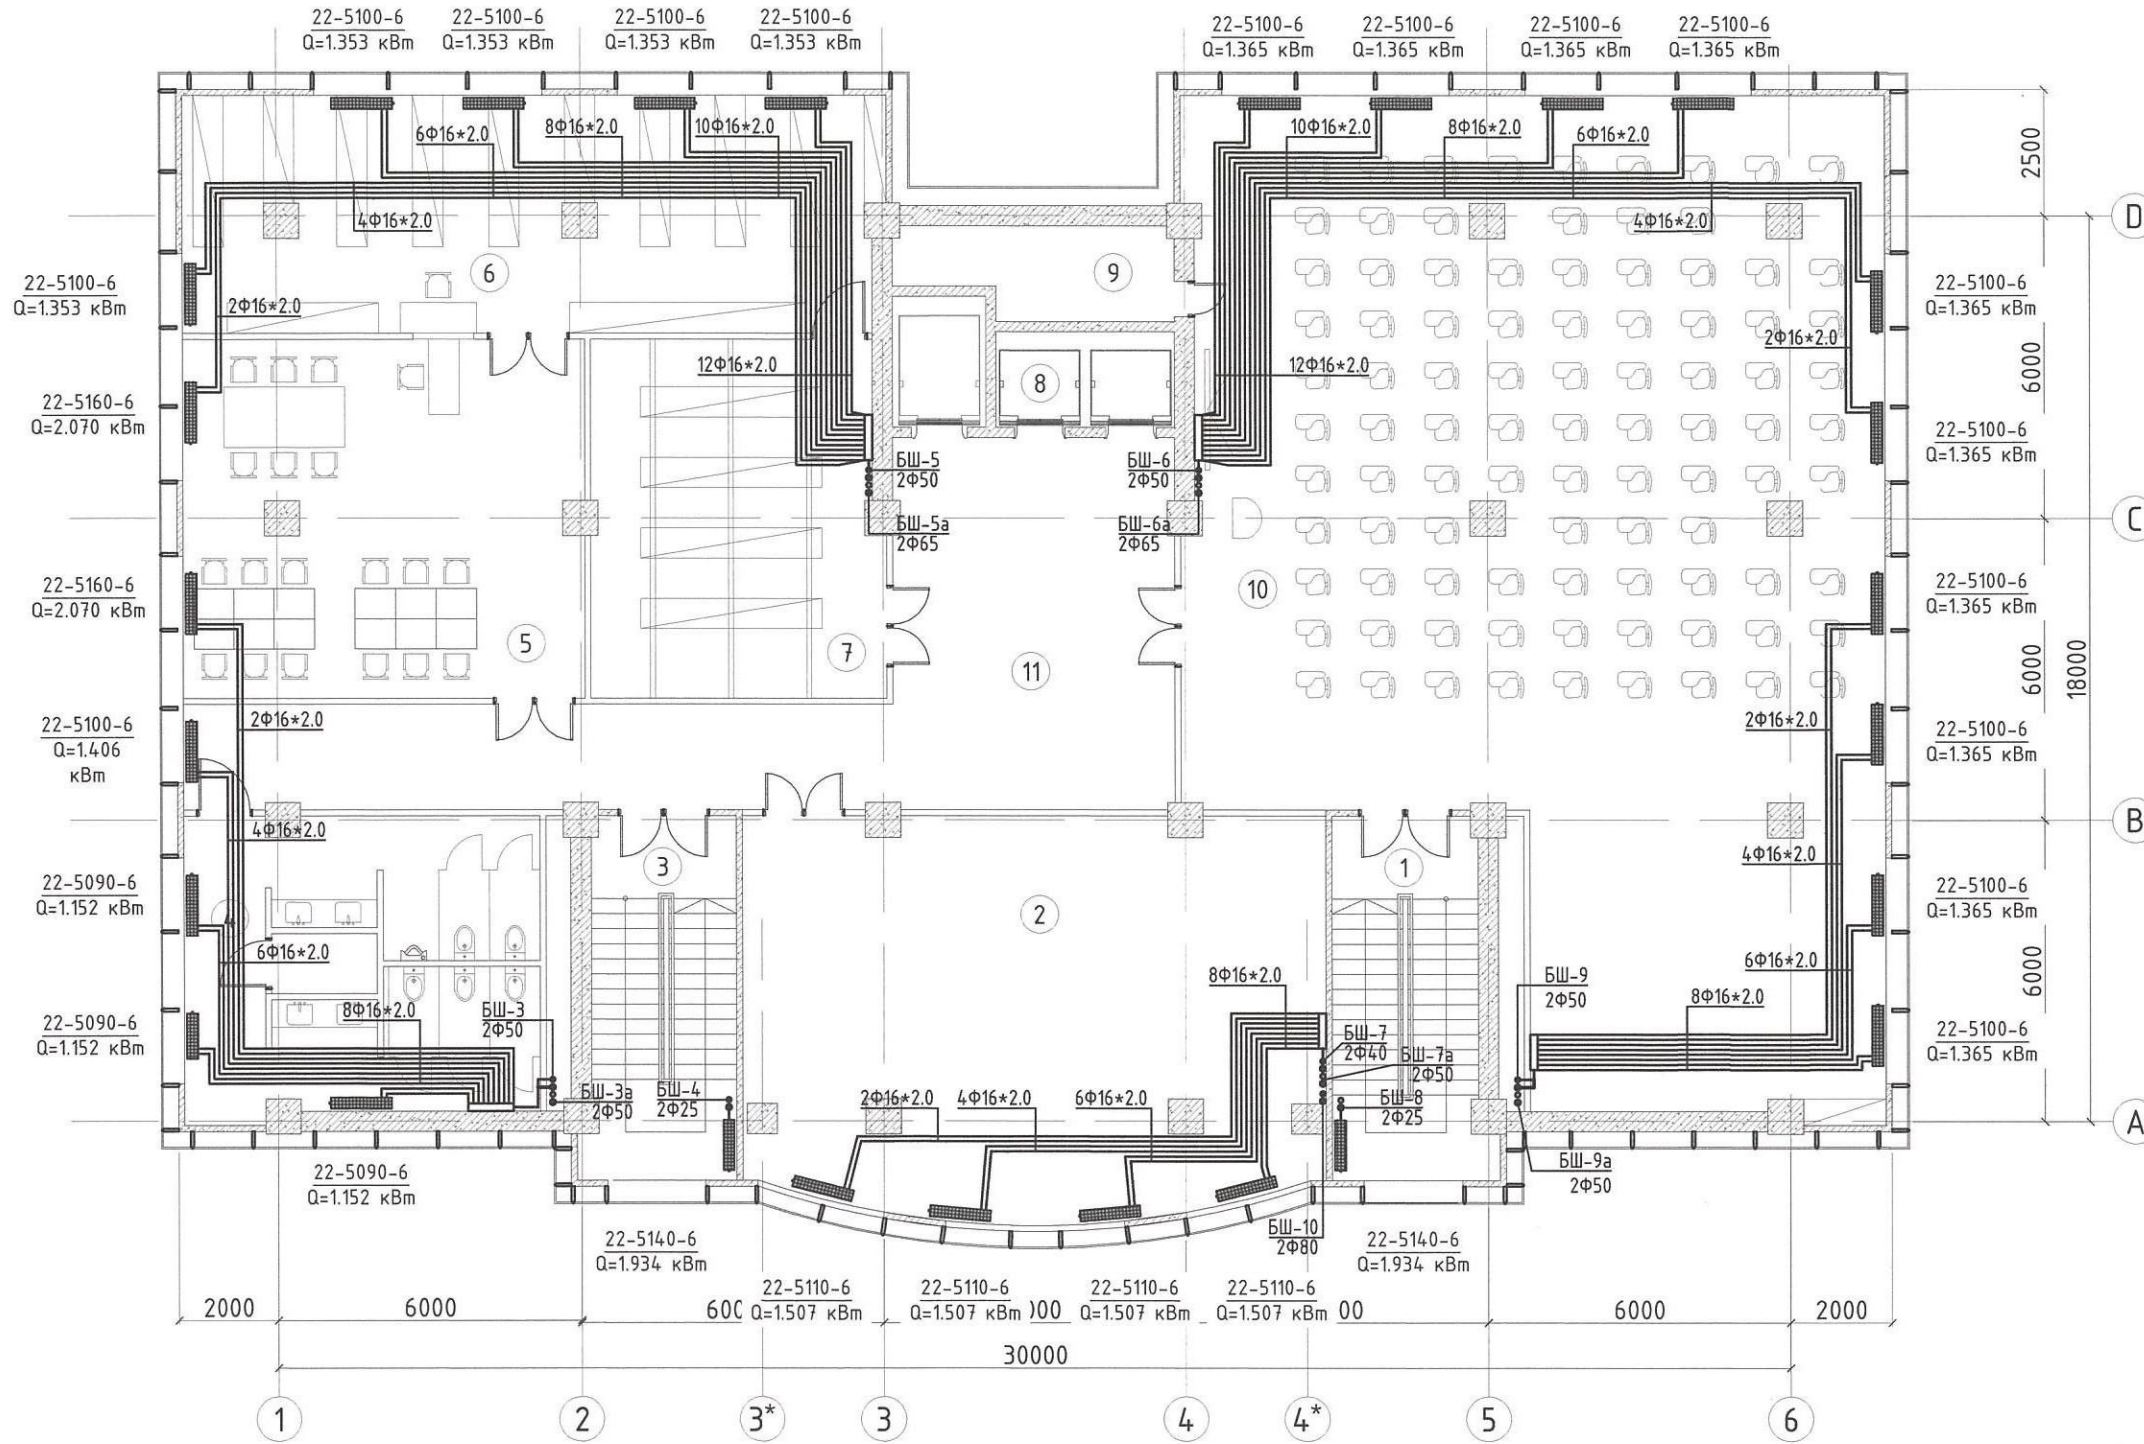 22-5100-6
Q=1.353 кВт
22-5100-6
Q=1.353 кВт
22-5100-6
Q=1.353 кВт
22-5100-6
Q=1.353 кВт
22-5100-6
Q=1.365 кВт
22-5100-6
Q=1.365 кВт
22-5100-6
Q=1.365 кВт
22-5100-6
Q=1.365 кВт
6Ф16*2.0
8Ф16*2.0
10Ф16*2.0
10Ф16*2.0
8Ф16*2.0
6Ф16*2.0
2500
4Ф16*2.0
4Ф16*2.0
D
6
9
22-5100-6
Q=1.353 кВт
2Ф16*2.0
22-5100-6
Q=1.365 кВт
2Ф16*2.0
6000
12Ф16*2.0
8
12Ф16*2.0
22-5160-6
Q=2.070 кВт
22-5100-6
Q=1.365 кВт
БШ-5
2Ф50
БШ-6
2Ф50
БШ-5а
2Ф65
БШ-6а
2Ф65
C
22-5160-6
Q=2.070 кВт
10
22-5100-6
Q=1.365 кВт
5
7
11
6000
18000
22-5100-6
Q=1.406
кВт
2Ф16*2.0
2Ф16*2.0
22-5100-6
Q=1.365 кВт
4Ф16*2.0
B
3
1
4Ф16*2.0
22-5090-6
Q=1.152 кВт
4
2
22-5100-6
Q=1.365 кВт
6Ф16*2.0
8Ф16*2.0
БШ-9
2Ф50
6Ф16*2.0
6000
8Ф16*2.0
БШ-3
2Ф50
8Ф16*2.0
22-5090-6
Q=1.152 кВт
БШ-7
2Ф40
БШ-7а
2Ф50
22-5100-6
Q=1.365 кВт
БШ-3а
2Ф50
БШ-4
2Ф25
2Ф16*2.0
4Ф16*2.0
6Ф16*2.0
БШ-8
2Ф25
A
22-5090-6
Q=1.152 кВт
БШ-9а
2Ф50
22-5140-6
Q=1.934 кВт
БШ-10
2Ф80
22-5140-6
Q=1.934 кВт
22-5110-6
Q=1.507 кВт
22-5110-6
Q=1.507 кВт
22-5110-6
Q=1.507 кВт
22-5110-6
Q=1.507 кВт
2000
6000
6000
2000
30000
1
2
3*
3
4
4*
5
6